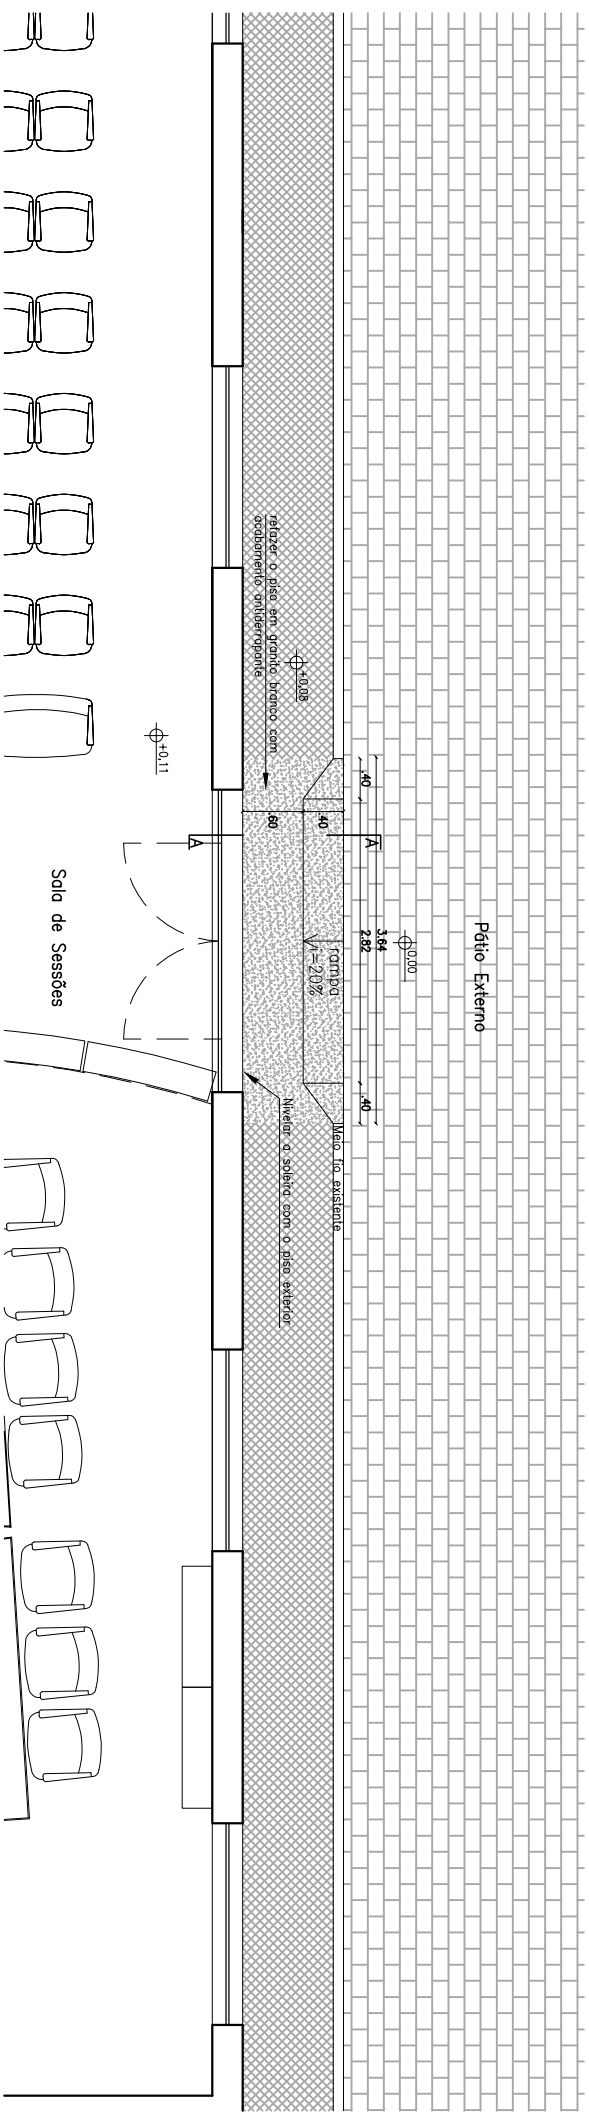 Pátio Externo
0,00
3.64
2.82
.40
.40
A
A
.40
.60
rampa
i=20%
Meio fio existente
+0,08
refazer o piso em granito branco com
acabamento antiderrapante
Nivelar a soleira com o piso exterior
+0,11
Sala de Sessões